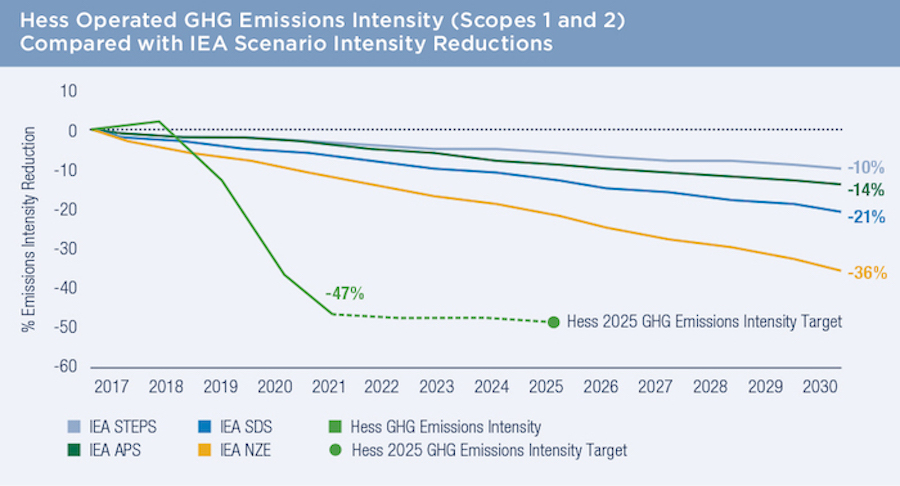 Hess Operated GHG Emissions Intensity (Scopes 1 and 2)
Compared with IEA Scenario Intensity Reductions
% Emissions Intensity Reduction
10
0
-10
-20
-30
-40
-50
-60
-10%
-14%
-21%
-36%
-47%
Hess 2025 GHG Emissions Intensity Target
2017 2018 2019 2020 2021 2022 2023 2024 2025 2026 2027 2028 2029 2030
IEA STEPS IEA SDS Hess GHG Emissions Intensity
IEA APS IEA NZE Hess 2025 GHG Emissions Intensity Target